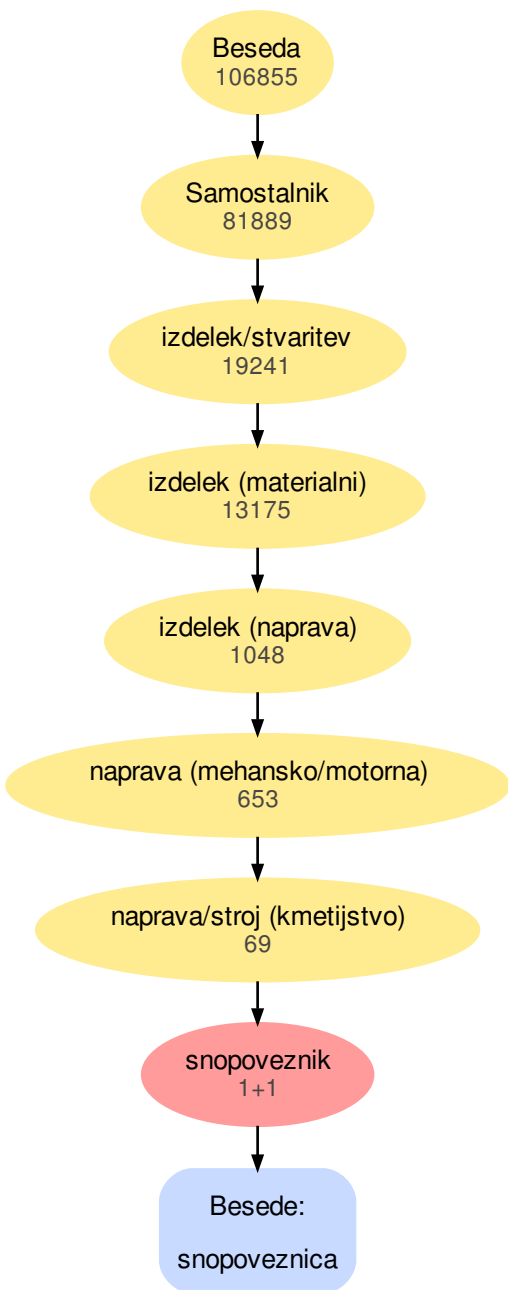 Beseda
106855
Samostalnik
81889
izdelek/stvaritev
19241
izdelek (materialni)
13175
izdelek (naprava)
1048
naprava (mehansko/motorna)
653
naprava/stroj (kmetijstvo)
69
snopoveznik
1+1
Besede:
snopoveznica